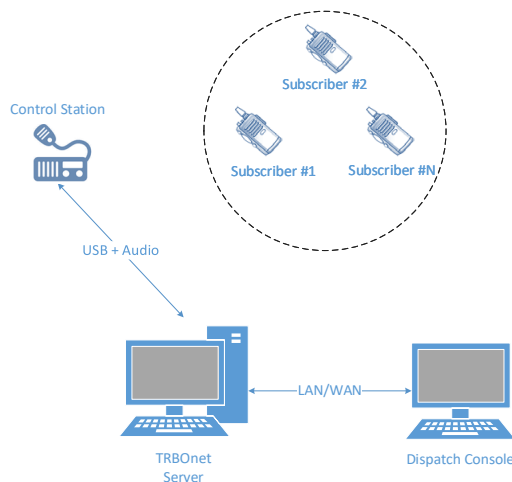 Subscriber #2
Control Station
Subscriber #1
Subscriber #N
USB + Audio
LAN/WAN
TRBOnet
Server
Dispatch Console